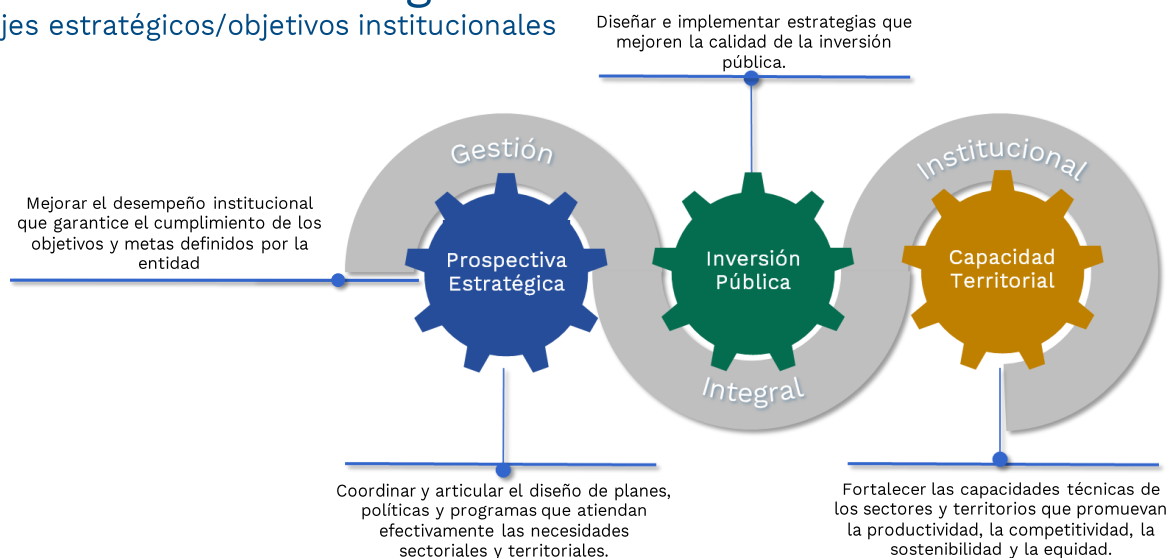 jes estratégicos/objetivos institucionales
Diseñar e implementar estrategias que
mejoren la calidad de la inversión
pública.
Gestión
Institucional
Mejorar el desempeño institucional
que garantice el cumplimiento de los
objetivos y metas definidos por la
entidad
Prospectiva
Estratégica
Inversión
Pública
Capacidad
Territorial
Integral
Coordinar y articular el diseño de planes,
políticas y programas que atiendan
efectivamente las necesidades
sectoriales y territoriales.
Fortalecer las capacidades técnicas de
los sectores y territorios que promuevan
la productividad, la competitividad, la
sostenibilidad y la equidad.